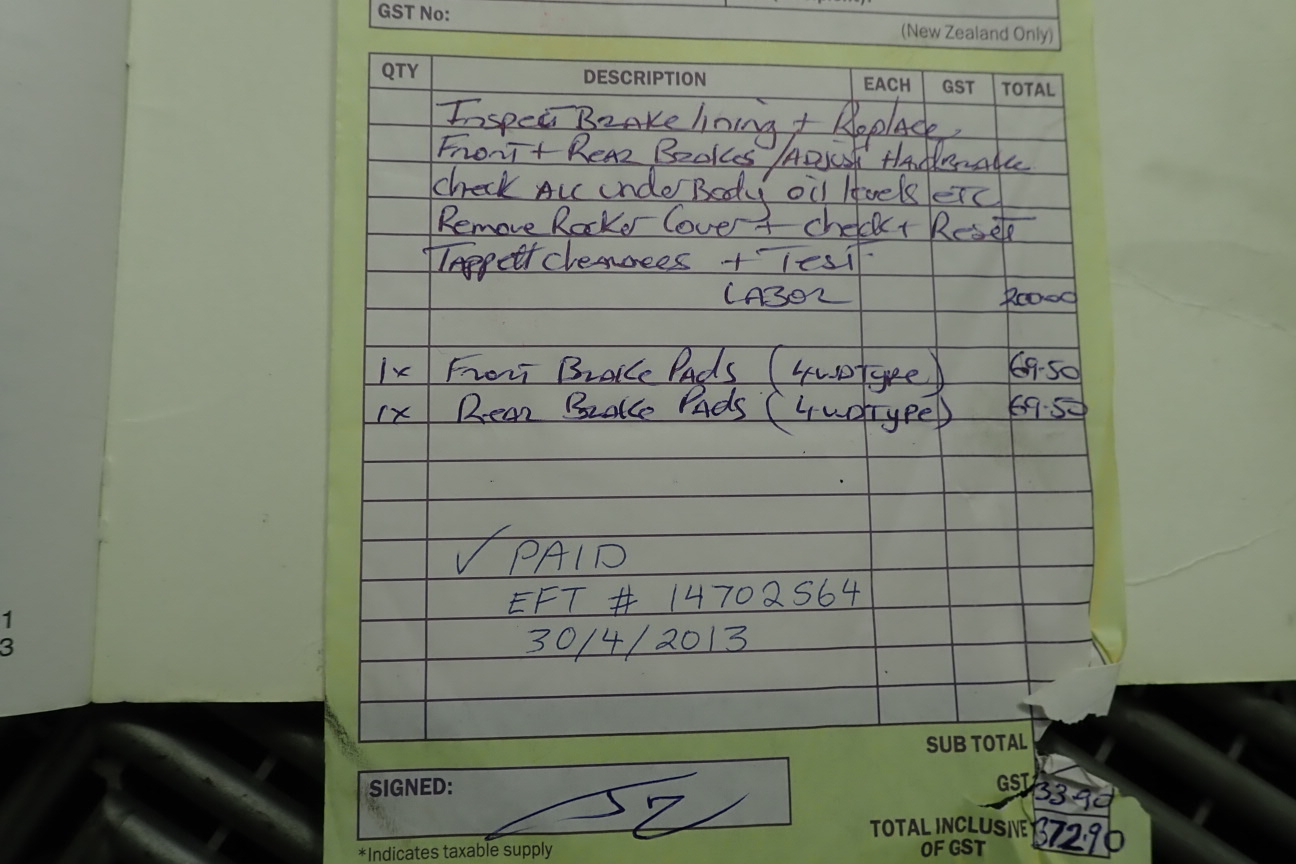 GST No:
(New Zealand Only)
QTY DESCRIPTION EACH GST TOTAL
Inspect Brake lining + Replace
Front + Rear Brakes / Adjust Handbrake
check ALL underBody oil levels ETC
Remove Rocker Cover + check + Reset
Tappett + Test
LABOR 200.00
1x Front Brake Pads (4WD Type) 69.50
1x Rear Brake Pads (4WD Type) 69.50
✓ PAID
EFT # 14702564
30/4/2013
SUB TOTAL
SIGNED: GST 33.90
TOTAL INCLUSIVE OF GST 372.90
*Indicates taxable supply
1
3